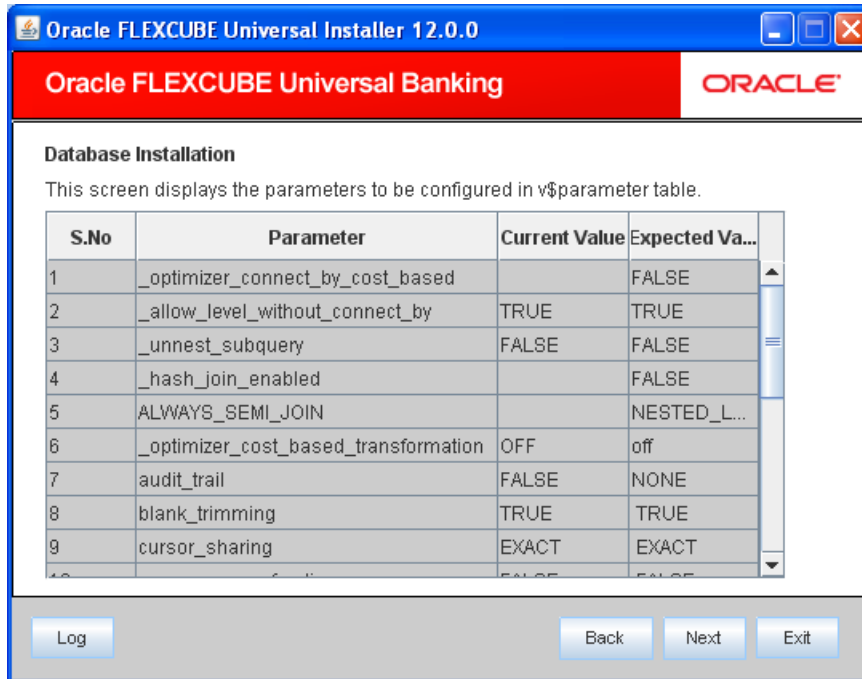 Oracle FLEXCUBE Universal Installer 12.0.0
Oracle FLEXCUBE Universal Banking
ORACLE
Database Installation
This screen displays the parameters to be configured in v$parameter table.
S.No Parameter Current Value Expected Va...
1 _optimizer_connect_by_cost_based FALSE
2 _allow_level_without_connect_by TRUE TRUE
3 _unnest_subquery FALSE FALSE
4 _hash_join_enabled FALSE
5 ALWAYS_SEMI_JOIN NESTED_L...
6 _optimizer_cost_based_transformation OFF off
7 audit_trail FALSE NONE
8 blank_trimming TRUE TRUE
9 cursor_sharing EXACT EXACT
10 FALSE FALSE
Log Back Next Exit